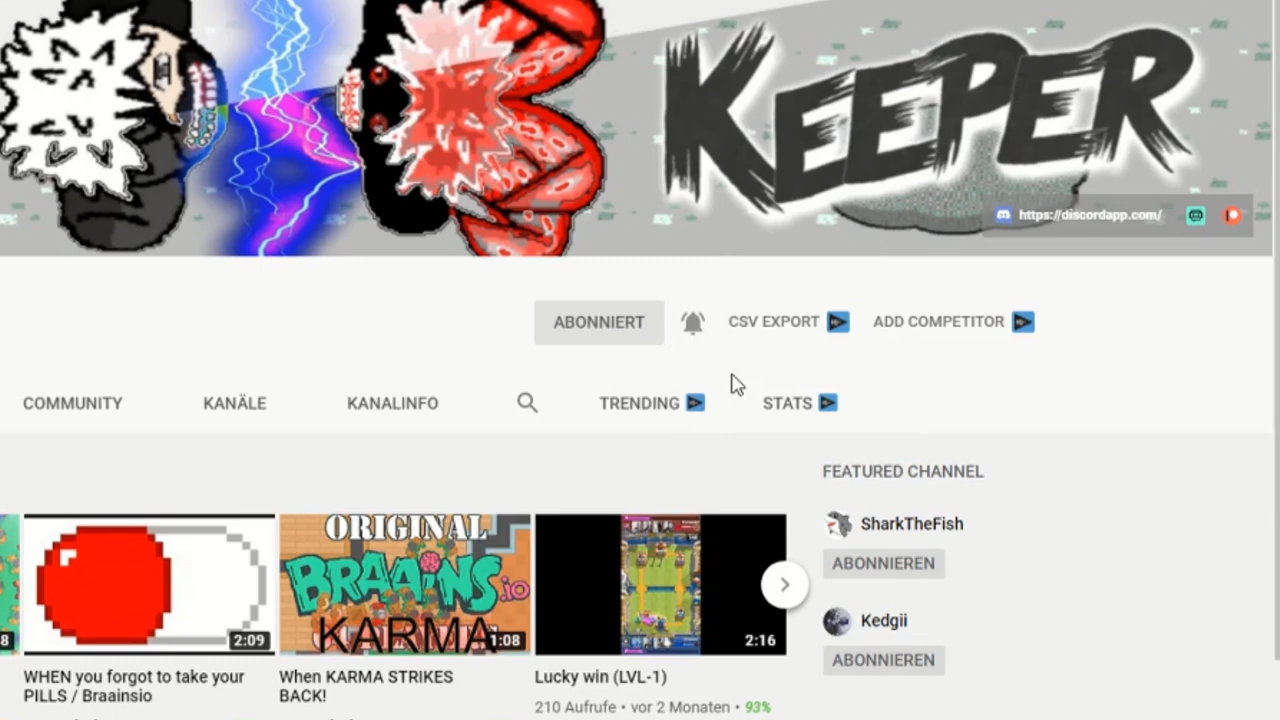 KEEPER
https://discordapp.com/
ABONNIERT
CSV EXPORT
ADD COMPETITOR
COMMUNITY
KANÄLE
KANALINFO
TRENDING
STATS
FEATURED CHANNEL
SharkTheFish
ABONNIEREN
Kedgii
ABONNIEREN
8
2:09
ORIGINAL
BRAAINS.io
KARMA
1:08
2:16
WHEN you forgot to take your
PILLS / Braainsio
When KARMA STRIKES
BACK!
Lucky win (LVL-1)
210 Aufrufe • vor 2 Monaten • 93%